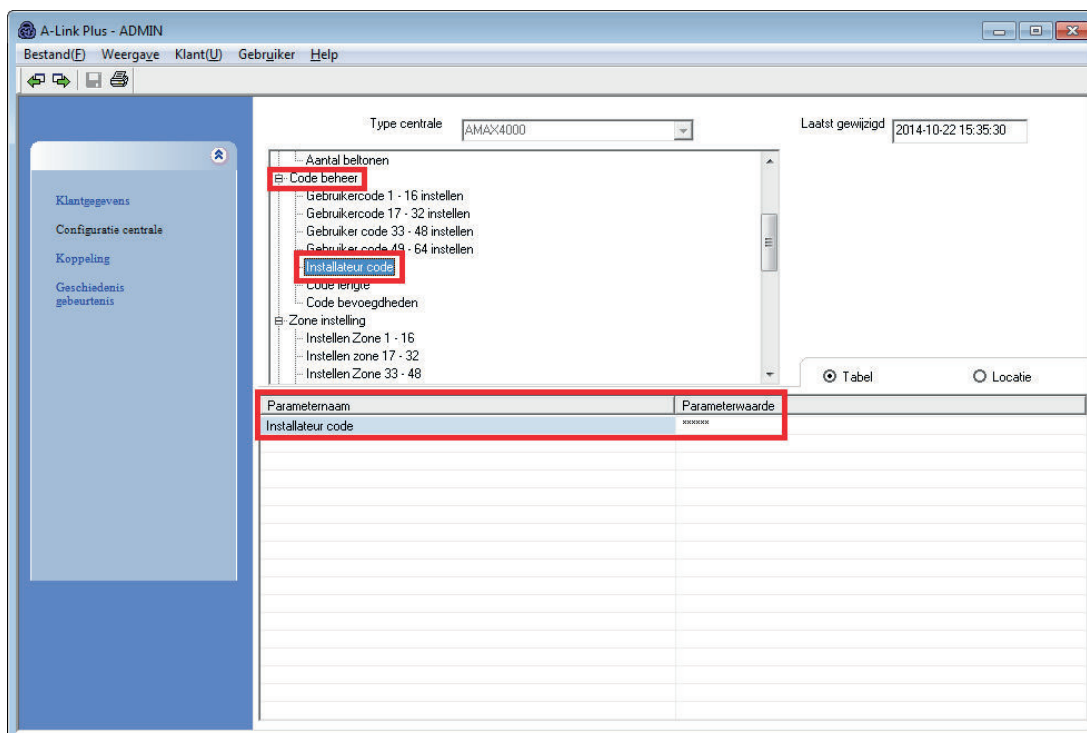 A-Link Plus - ADMIN
Bestand(F) Weergave Klant(U) Gebruiker Help
Type centrale AMAX4000 Laatst gewijzigd 2014-10-22 15:35:30
Klantgegevens
Configuratie centrale
Koppeling
Geschiedenis
gebeurtenis
Aantal beltonen
Code beheer
Gebruikercode 1 - 16 instellen
Gebruikercode 17 - 32 instellen
Gebruiker code 33 - 48 instellen
Gebruiker code 49 - 64 instellen
Installateur code
Code lengte
Code bevoegdheden
Zone instelling
Instellen Zone 1 - 16
Instellen zone 17 - 32
Instellen Zone 33 - 48
Tabel Locatie
Parameternaam Parameterwaarde
Installateur code ******